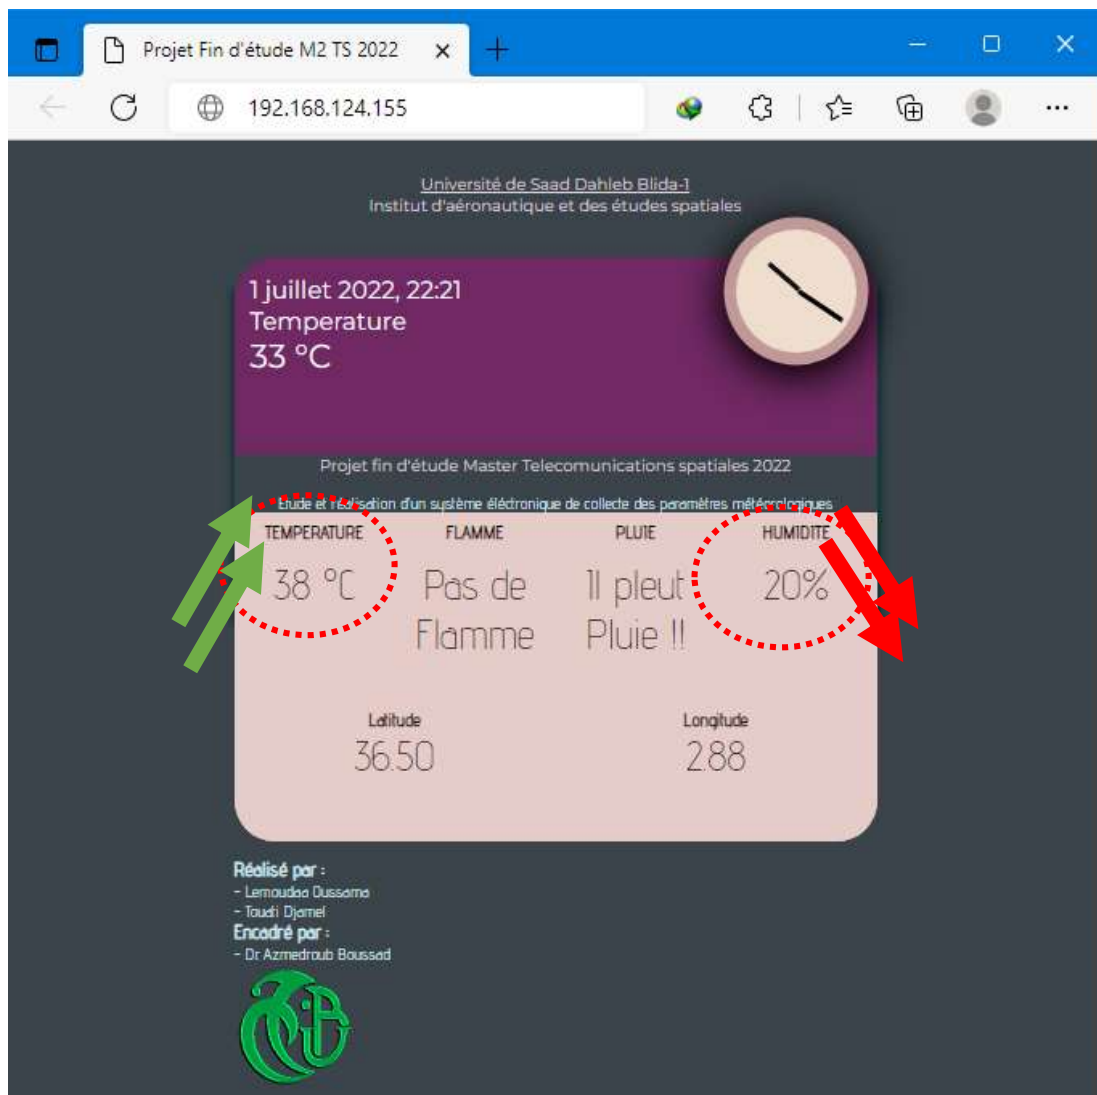 Projet Fin d'étude M2 TS 2022
192.168.124.155
Université de Saad Dahleb Blida-1
Institut d'aéronautique et des études spatiales
1 juillet 2022, 22:21
Temperature
33 °C
Projet fin d'étude Master Telecomunications spatiales 2022
Etude et réalisation d'un système éléctronique de collecte des paramètres météorologiques
TEMPERATURE FLAMME PLUIE HUMIDITE
38 °C Pas de Il pleut 20%
Flamme Pluie !!
Latitude Longitude
36.50 2.88
Réalisé par :
- Lemoudaa Oussama
- Touati Djamel
Encadré par :
- Dr Azmedroub Boussad